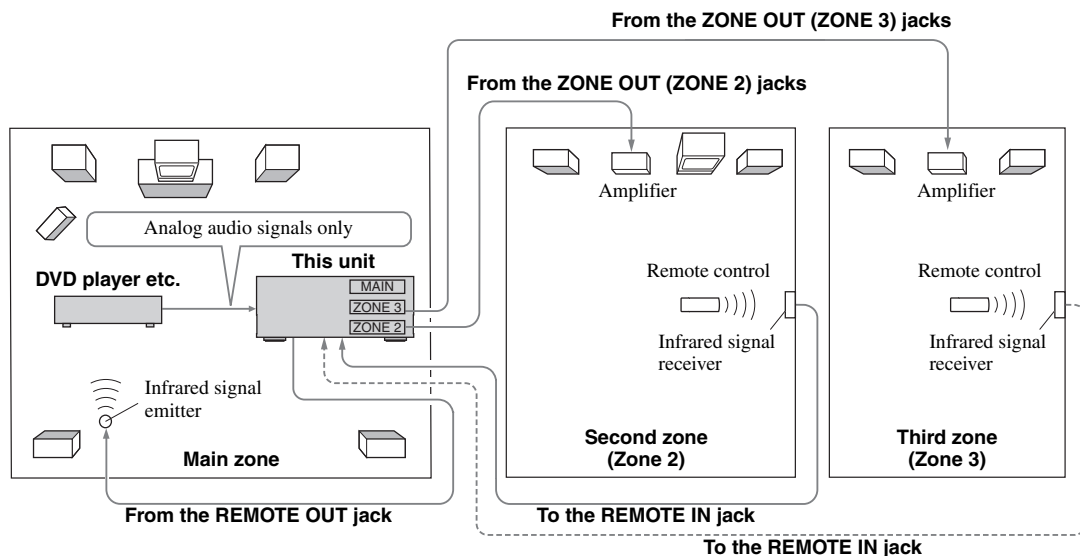 From the ZONE OUT (ZONE 3) jacks
From the ZONE OUT (ZONE 2) jacks
Amplifier
Amplifier
Analog audio signals only
This unit
DVD player etc.
MAIN
ZONE 3
ZONE 2
Remote control
Remote control
Infrared signal
receiver
Infrared signal
receiver
Infrared signal
emitter
Main zone
Second zone
(Zone 2)
Third zone
(Zone 3)
From the REMOTE OUT jack
To the REMOTE IN jack
To the REMOTE IN jack